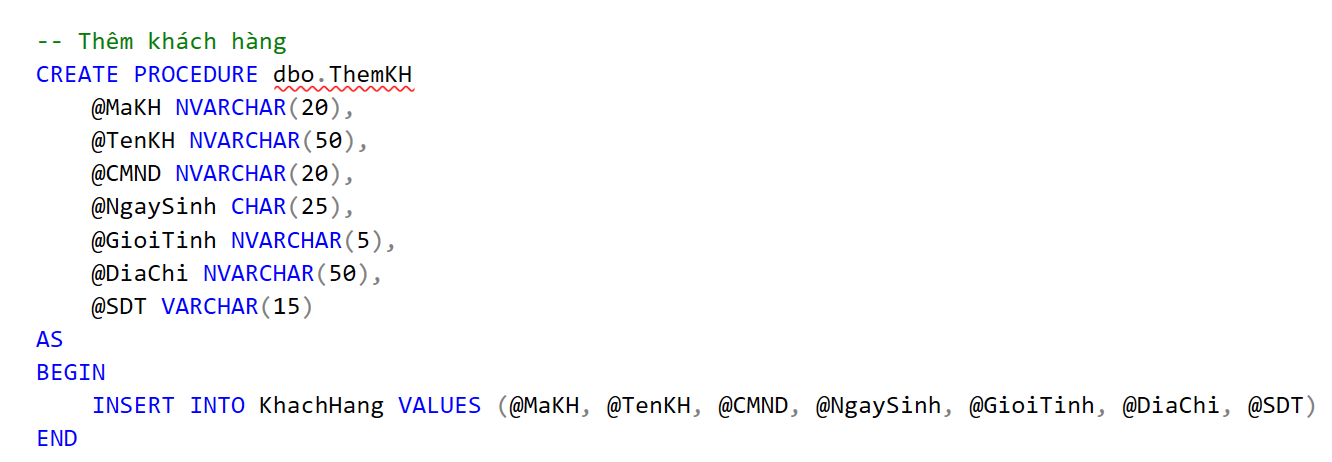 -- Thêm khách hàng
CREATE PROCEDURE dbo.ThemKH
    @MaKH NVARCHAR(20),
    @TenKH NVARCHAR(50),
    @CMND NVARCHAR(20),
    @NgaySinh CHAR(25),
    @GioiTinh NVARCHAR(5),
    @DiaChi NVARCHAR(50),
    @SDT VARCHAR(15)
AS
BEGIN
    INSERT INTO KhachHang VALUES (@MaKH, @TenKH, @CMND, @NgaySinh, @GioiTinh, @DiaChi, @SDT)
END